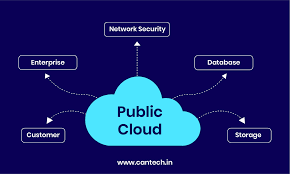 Network Security
Enterprise
Database
Public
Cloud
Customer
Storage
www.cantech.in